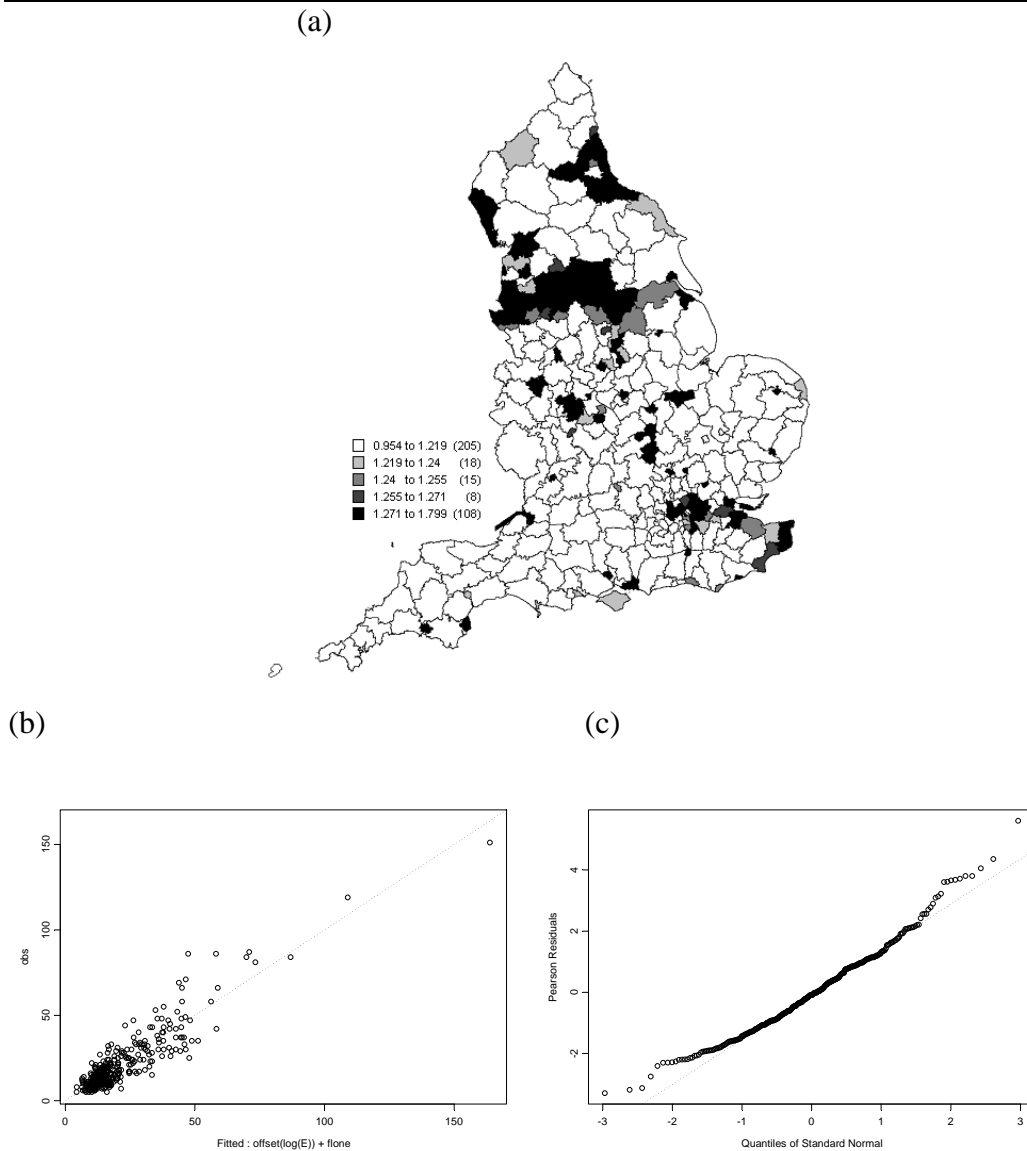 (a)
0.954 to 1.219 (205)
1.219 to 1.24 (18)
1.24 to 1.255 (15)
1.255 to 1.271 (8)
1.271 to 1.799 (108)
(b)
(c)
obs
0 50 100 150
0 50 100 150
Fitted : offset(log(E)) + flone
Pearson Residuals
-2 0 2 4
-3 -2 -1 0 1 2 3
Quantiles of Standard Normal